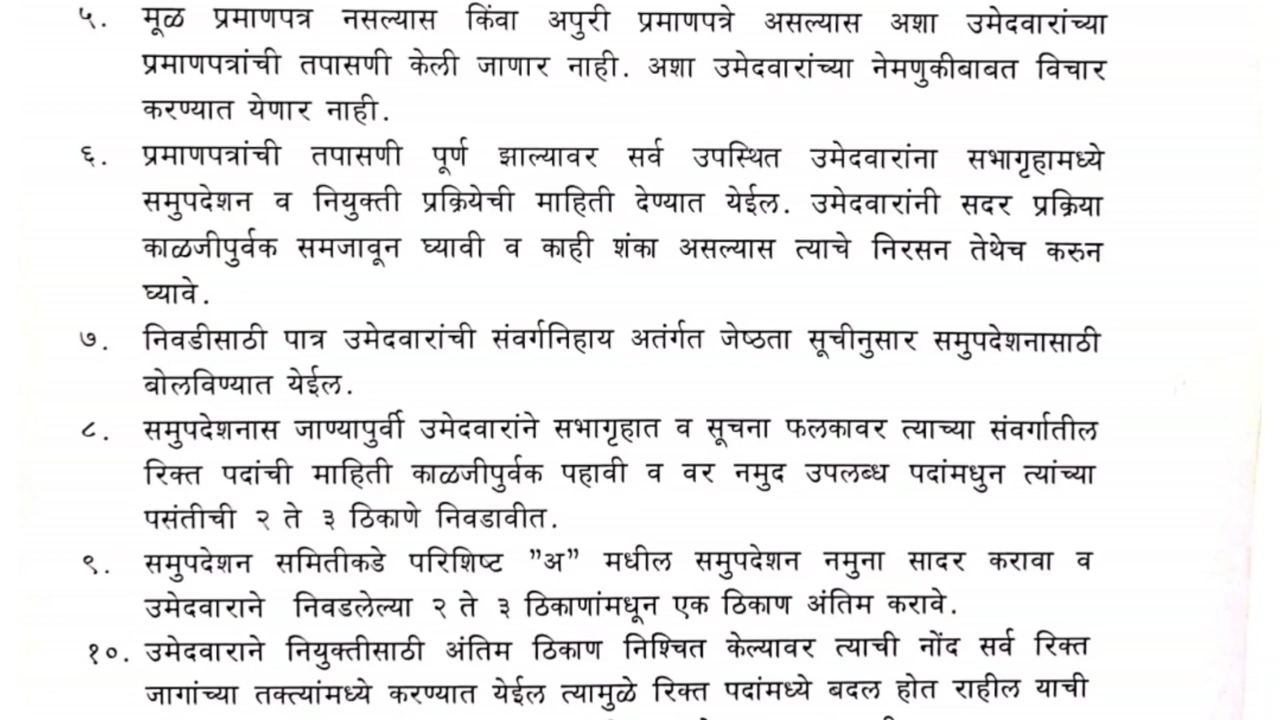 ५. मूळ प्रमाणपत्र नसल्यास किंवा अपुरी प्रमाणपत्रे असल्यास अशा उमेदवारांच्या
प्रमाणपत्रांची तपासणी केली जाणार नाही. अशा उमेदवारांच्या नेमणुकीबाबत विचार
करण्यात येणार नाही.
६. प्रमाणपत्रांची तपासणी पूर्ण झाल्यावर सर्व उपस्थित उमेदवारांना सभागृहामध्ये
समुपदेशन व नियुक्ती प्रक्रियेची माहिती देण्यात येईल. उमेदवारांनी सदर प्रक्रिया
काळजीपुर्वक समजावून घ्यावी व काही शंका असल्यास त्याचे निरसन तेथेच करुन
घ्यावे.
७. निवडीसाठी पात्र उमेदवारांची संवर्गनिहाय अतंर्गत जेष्ठता सूचीनुसार समुपदेशनासाठी
बोलविण्यात येईल.
८. समुपदेशनास जाण्यापुर्वी उमेदवारांने सभागृहात व सूचना फलकावर त्याच्या संवर्गातील
रिक्त पदांची माहिती काळजीपुर्वक पहावी व वर नमुद उपलब्ध पदांमधुन त्यांच्या
पसंतीची २ ते ३ ठिकाणे निवडावीत.
९. समुपदेशन समितीकडे परिशिष्ट ”अ” मधील समुपदेशन नमुना सादर करावा व
उमेदवाराने निवडलेल्या २ ते ३ ठिकाणांमधून एक ठिकाण अंतिम करावे.
१०. उमेदवाराने नियुक्तीसाठी अंतिम ठिकाण निश्चित केल्यावर त्याची नोंद सर्व रिक्त
जागांच्या तक्त्यांमध्ये करण्यात येईल त्यामुळे रिक्त पदांमध्ये बदल होत राहील याची